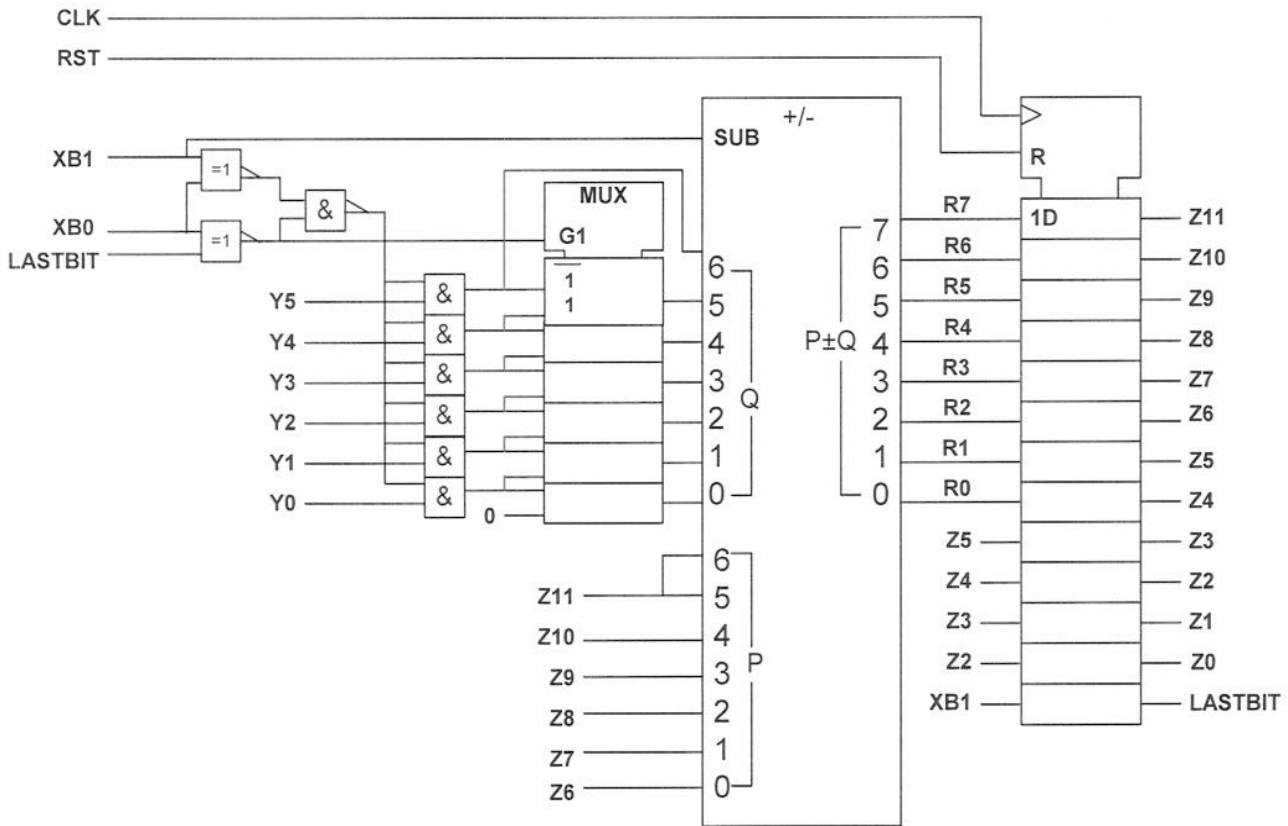 CLK
RST
+/-
SUB
XB1
=1
R
MUX
&
XB0
=1
G1
LASTBIT
R7
1D
Z11
7
R6
Z10
6
6
Y5
&
1
1
5
R5
Z9
5
Y4
&
4
P±Q
4
R4
Z8
Y3
&
3
Q
3
R3
Z7
Y2
&
2
2
R2
Z6
Y1
&
1
1
R1
Z5
Y0
&
0
0
0
R0
Z4
Z5
Z3
6
Z4
Z2
Z11
5
Z3
Z1
Z10
4
Z2
Z0
Z9
3
P
XB1
LASTBIT
Z8
2
Z7
1
Z6
0